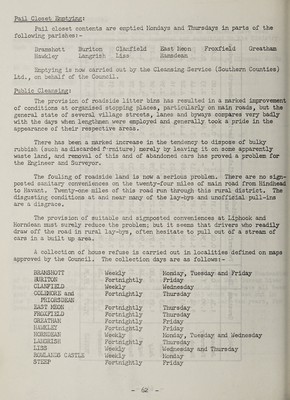 Pail Closet Emptying:
Pail closet contents are emptied Mondays and Thursdays in parts of the
following parishes:-
Bramshott Buriton Clanfield East Meon Froxfield Greatham
Hawkley Langrish Liss Ramsdean
Emptying is now carried out by the Cleansing Service (Southern Counties)
Ltd., on behalf of the Council.
Public Cleansing:
The provision of roadside litter bins has resulted in a marked improvement
of conditions at organised stopping places, particularly on main roads, but the
general state of several village streets, lanes and byways compares very badly
with the days when lengthmen were employed and generally took a pride in the
appearance of their respective areas.
There has been a marked increase in the tendency to dispose of bulky
rubbish (such as discarded furniture) merely by leaving it on some apparently
waste land, and removal of this and of abandoned cars has proved a problem for
the Engineer and Surveyor.
The fouling of roadside land is now a serious problem. There are no sign-
posted sanitary conveniences on the twenty-four miles of main road from Hindhead
to Havant. Twenty-one miles of this road run through this rural district. The
disgusting conditions at and near many of the lay-bys and unofficial pull-ins
are a disgrace.
The provision of suitable and signposted conveniences at Liphook and
Horndean must surely reduce the problem; but it seems that drivers who readily
draw off the road in rural lay-bys, often hesitate to pull out of a stream of
cars in a built up area.
A collection of house refuse is carried out in localities defined on maps
approved by the Council. The collection days are as follows:-
BRAMSHOTT Weekly Monday, Tuesday and Friday
BURITON Fortnightly Friday
CLANFIELD Weekly Wednesday
COLEMORE and Fortnightly Thursday
PRIORSDEAN
EAST MEON Fortnightly Thursday
FROXFIELD Fortnightly Thursday
GREATHAM Fortnightly Friday
HAWKLEY Fortnightly Friday
HORNDEAN Weekly Monday, Tuesday and Wednesday
LANGRISH Fortnightly Thursday
LISS Weekly Wednesday and Thursday
ROWLANDS CASTLE Weekly Monday
STEEP Fortnightly Friday